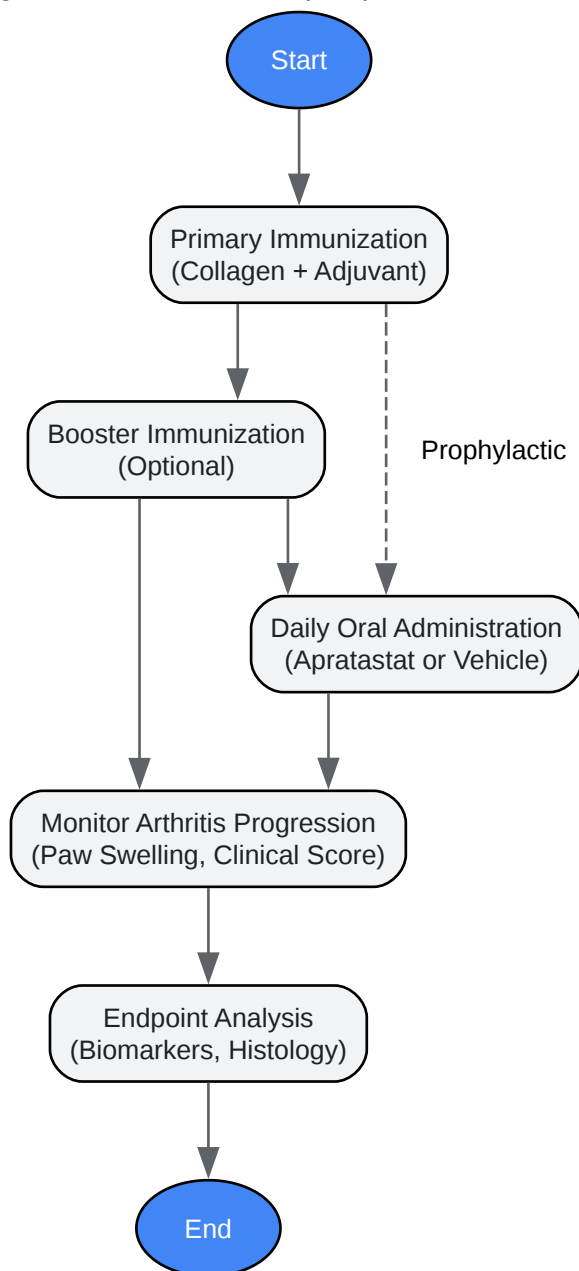 Start
Primary Immunization
(Collagen + Adjuvant)
Booster Immunization
(Optional)
Prophylactic
Daily Oral Administration
(Apratastat or Vehicle)
Monitor Arthritis Progression
(Paw Swelling, Clinical Score)
Endpoint Analysis
(Biomarkers, Histology)
End